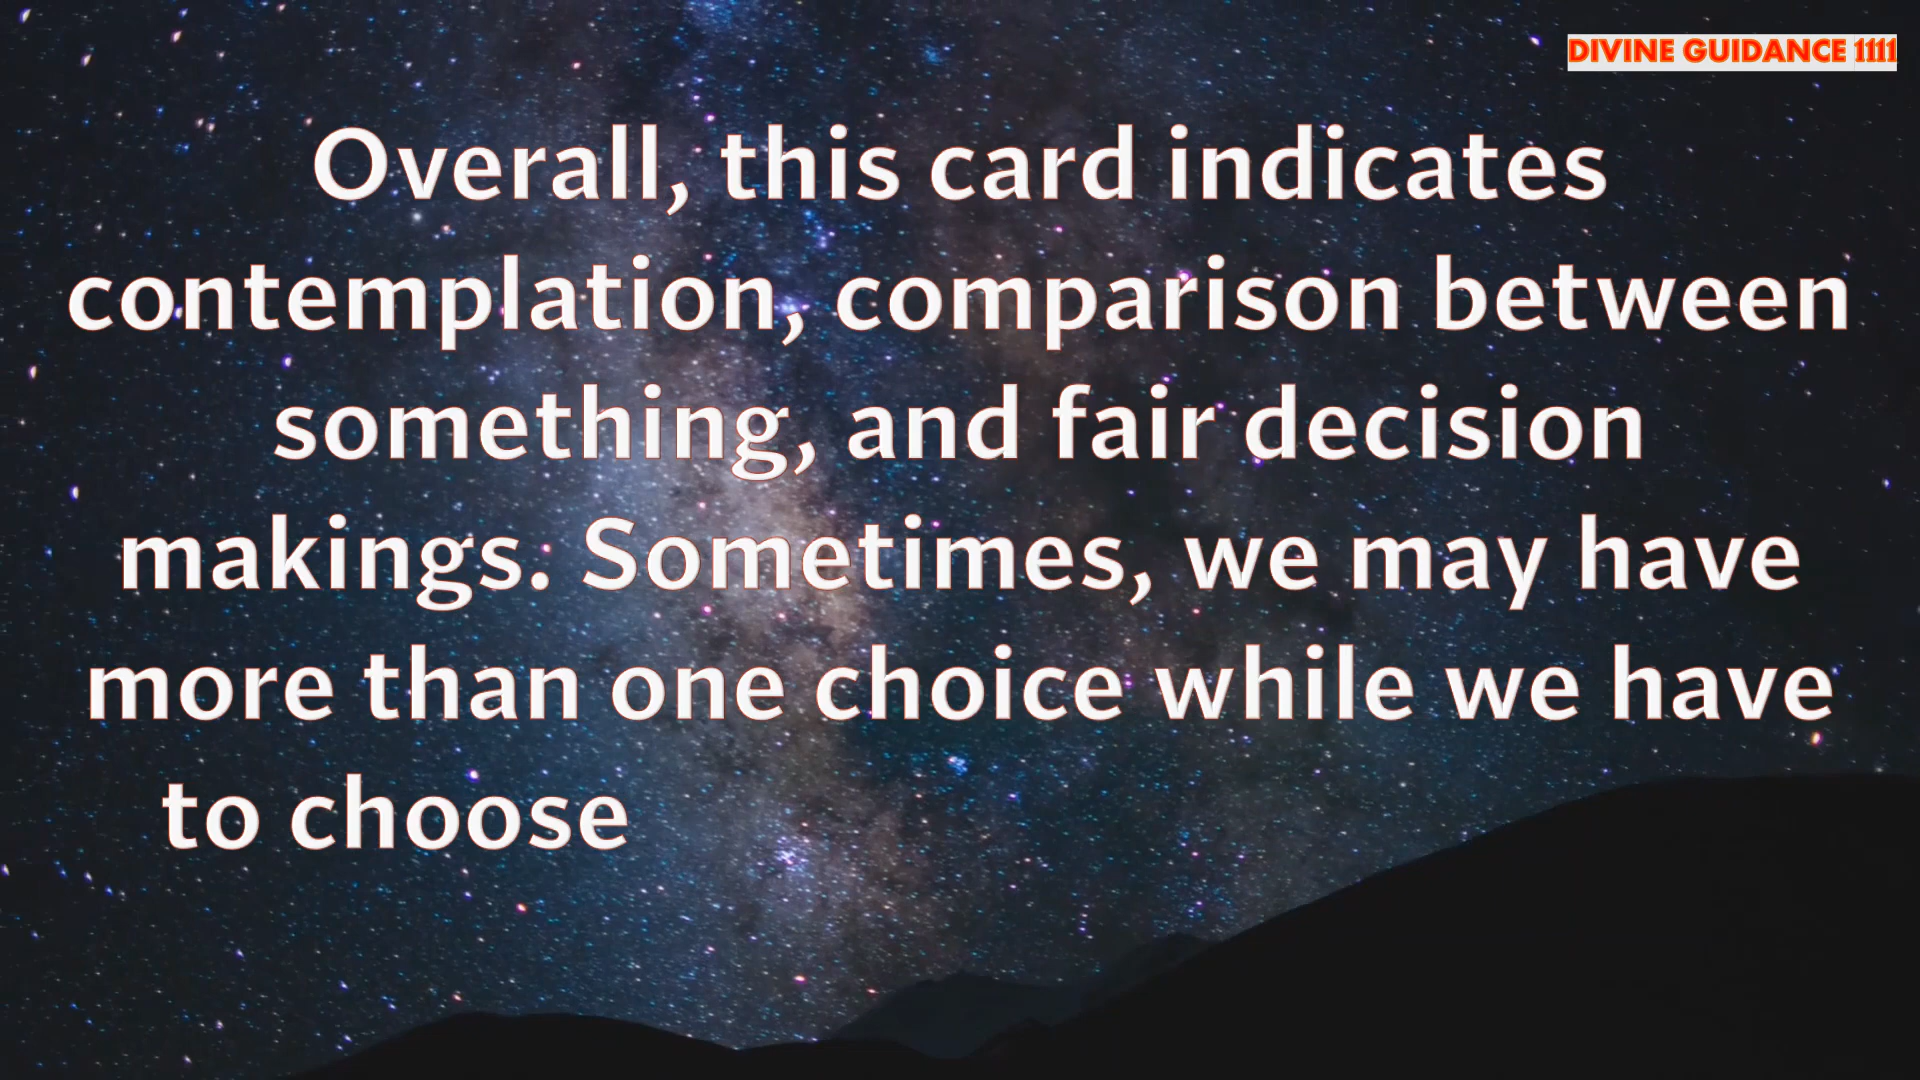 DIVINE GUIDANCE 1111
Overall, this card indicates
contemplation, comparison between
something, and fair decision
makings. Sometimes, we may have
more than one choice while we have
to choose